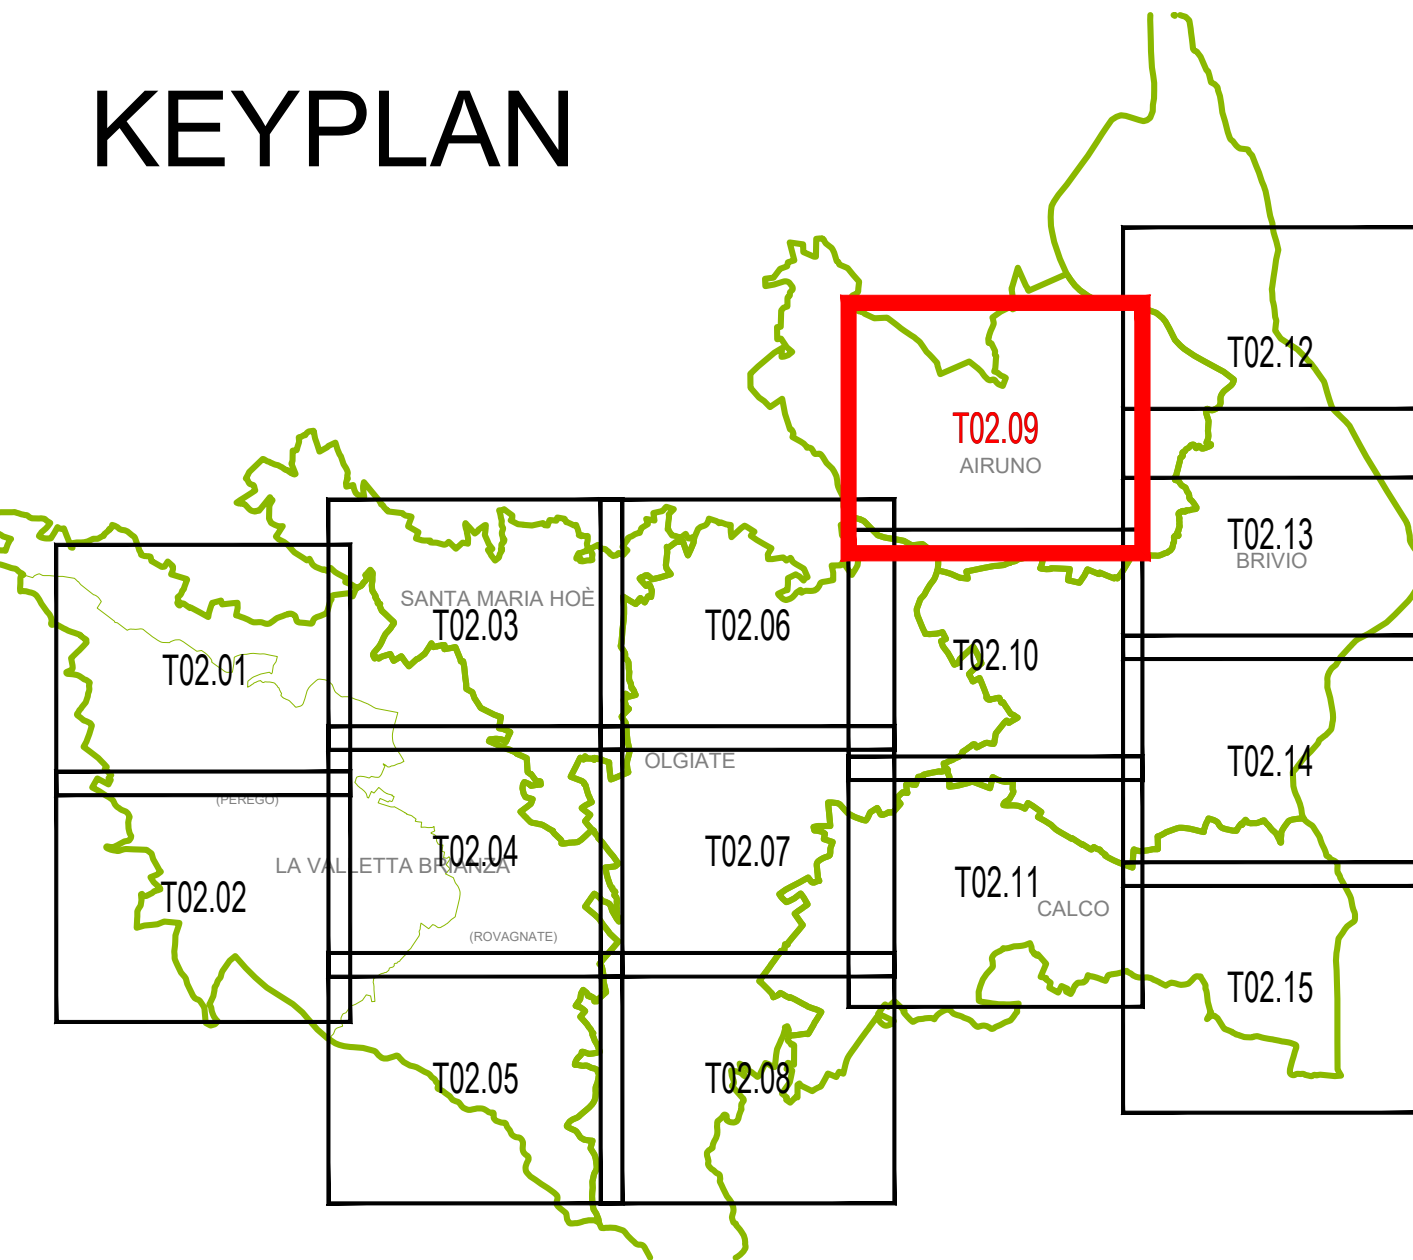 KEYPLAN
T02.12
T02.09
AIRUNO
T02.13
BRIVIO
SANTA MARIA HOÈ
T02.03
T02.06
T02.10
T02.01
OLGIATE
T02.14
(PEREGO)
T02.04
T02.07
LA VALLETTA BRIANZA
T02.02
T02.11
CALCO
(ROVAGNATE)
T02.15
T02.05
T02.08